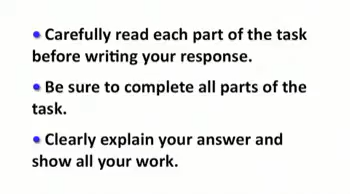 • Carefully read each part of the task
before writing your response.
• Be sure to complete all parts of the
task.
• Clearly explain your answer and
show all your work.